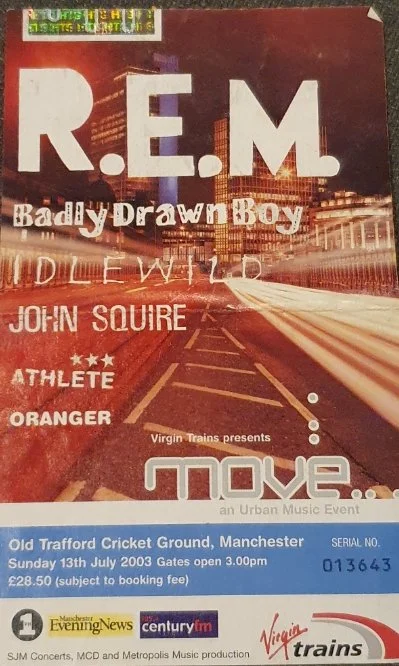 R.E.M.
Badly Drawn Boy
IDLEWILD
JOHN SQUIRE
ATHLETE
ORANGER
Virgin Trains presents
move...
an Urban Music Event
Old Trafford Cricket Ground, Manchester
Sunday 13th July 2003 Gates open 3.00pm
£28.50 (subject to booking fee)
SERIAL NO.
013643
Manchester
Evening News
centuryfm
Virgin
trains
SJM Concerts, MCD and Metropolis Music production